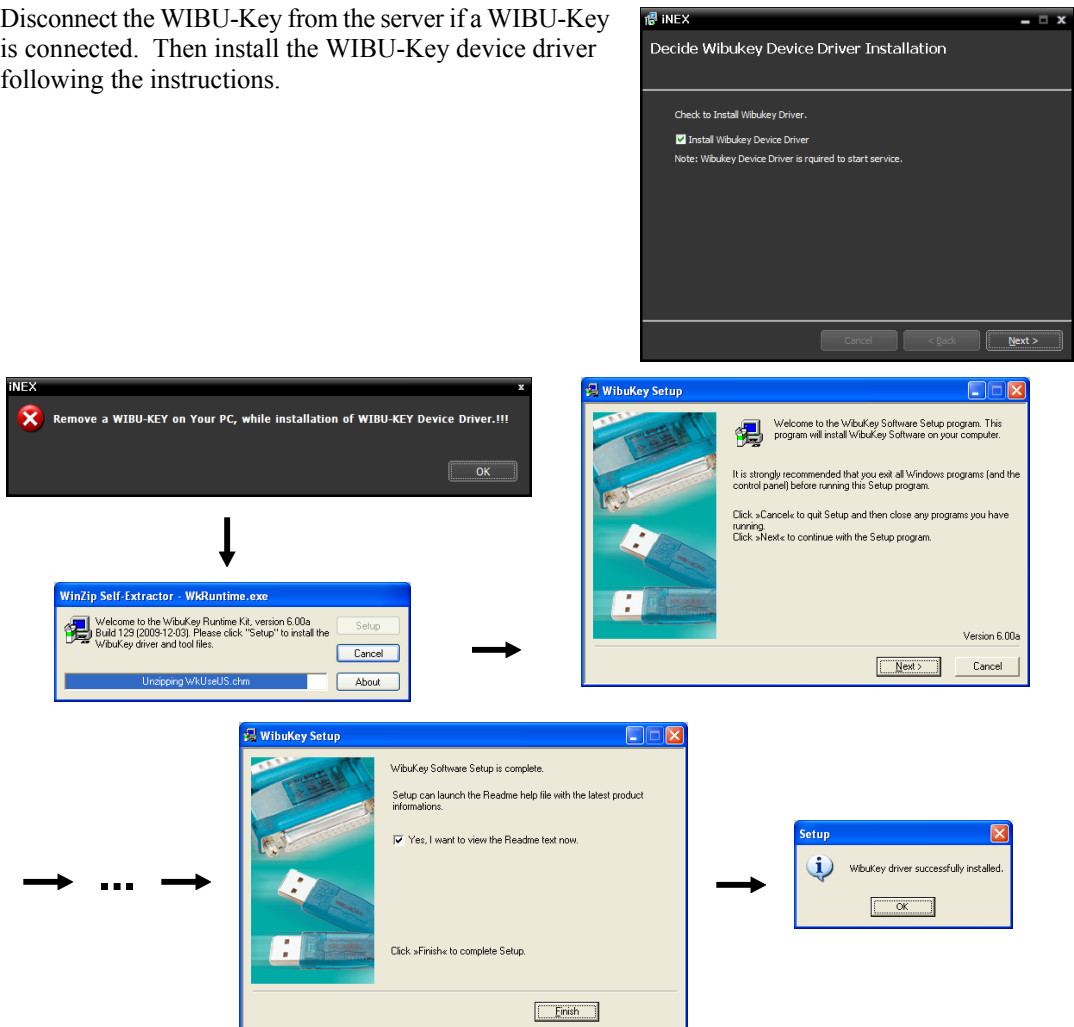 Disconnect the WIBU-Key from the server if a WIBU-Key
is connected.  Then install the WIBU-Key device driver
following the instructions.
iNEX
Decide Wibukey Device Driver Installation
Check to Install Wibukey Driver.
Install Wibukey Device Driver
Note: Wibukey Device Driver is rquired to start service.
Cancel
< Back
Next >
iNEX
Remove a WIBU-KEY on Your PC, while installation of WIBU-KEY Device Driver.!!!
OK
WinZip Self-Extractor - WkRuntime.exe
Welcome to the WibuKey Runtime Kit, version 6.00a
Build 129 (2009-12-03). Please click "Setup" to install the
WibuKey driver and tool files.
Setup
Cancel
Unzipping WkUseUS.chm
About
WibuKey Setup
Welcome to the WibuKey Software Setup program. This
program will install WibuKey Software on your computer.
It is strongly recommended that you exit all Windows programs (and the
control panel) before running this Setup program.
Click »Cancel« to quit Setup and then close any programs you have
running.
Click »Next« to continue with the Setup program.
Version 6.00a
Next >
Cancel
...
WibuKey Setup
WibuKey Software Setup is complete.
Setup can launch the Readme help file with the latest product
informations.
Yes, I want to view the Readme text now.
Click »Finish« to complete Setup.
Finish
Setup
WibuKey driver successfully installed.
OK